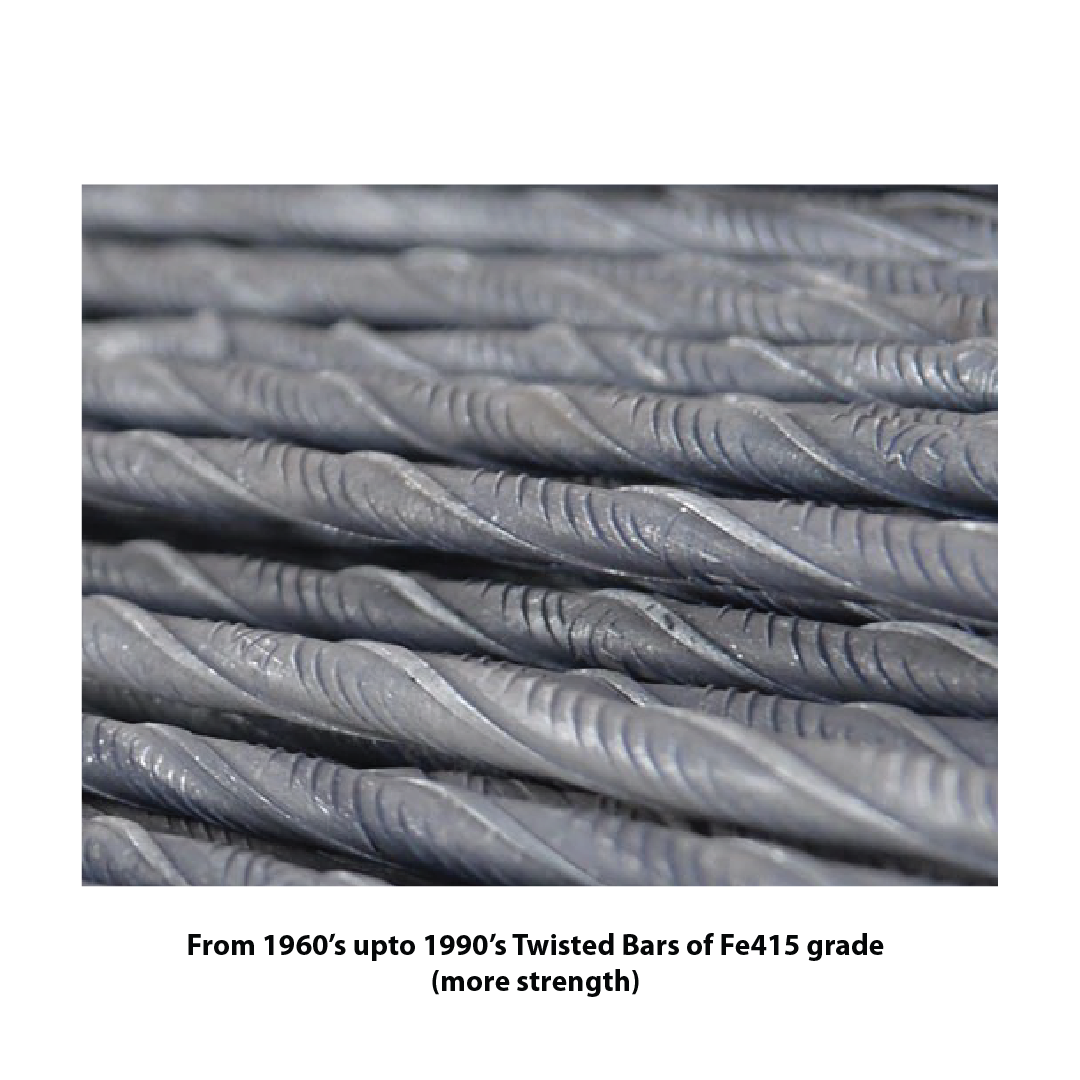 From 1960’s upto 1990’s Twisted Bars of Fe415 grade
(more strength)